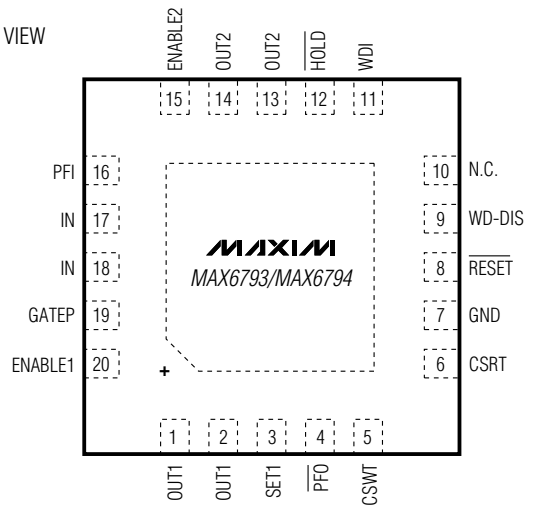 VIEW
ENABLE2
OUT2
OUT2
HOLD
WDI
15 14 13 12 11
PFI 16
IN 17
IN 18
GATEP 19
ENABLE1 20
10 N.C.
9 WD-DIS
8 RESET
7 GND
6 CSRT
MAXIM
MAX6793/MAX6794
+
1 2 3 4 5
OUT1
OUT1
SET1
PFO
CSWT